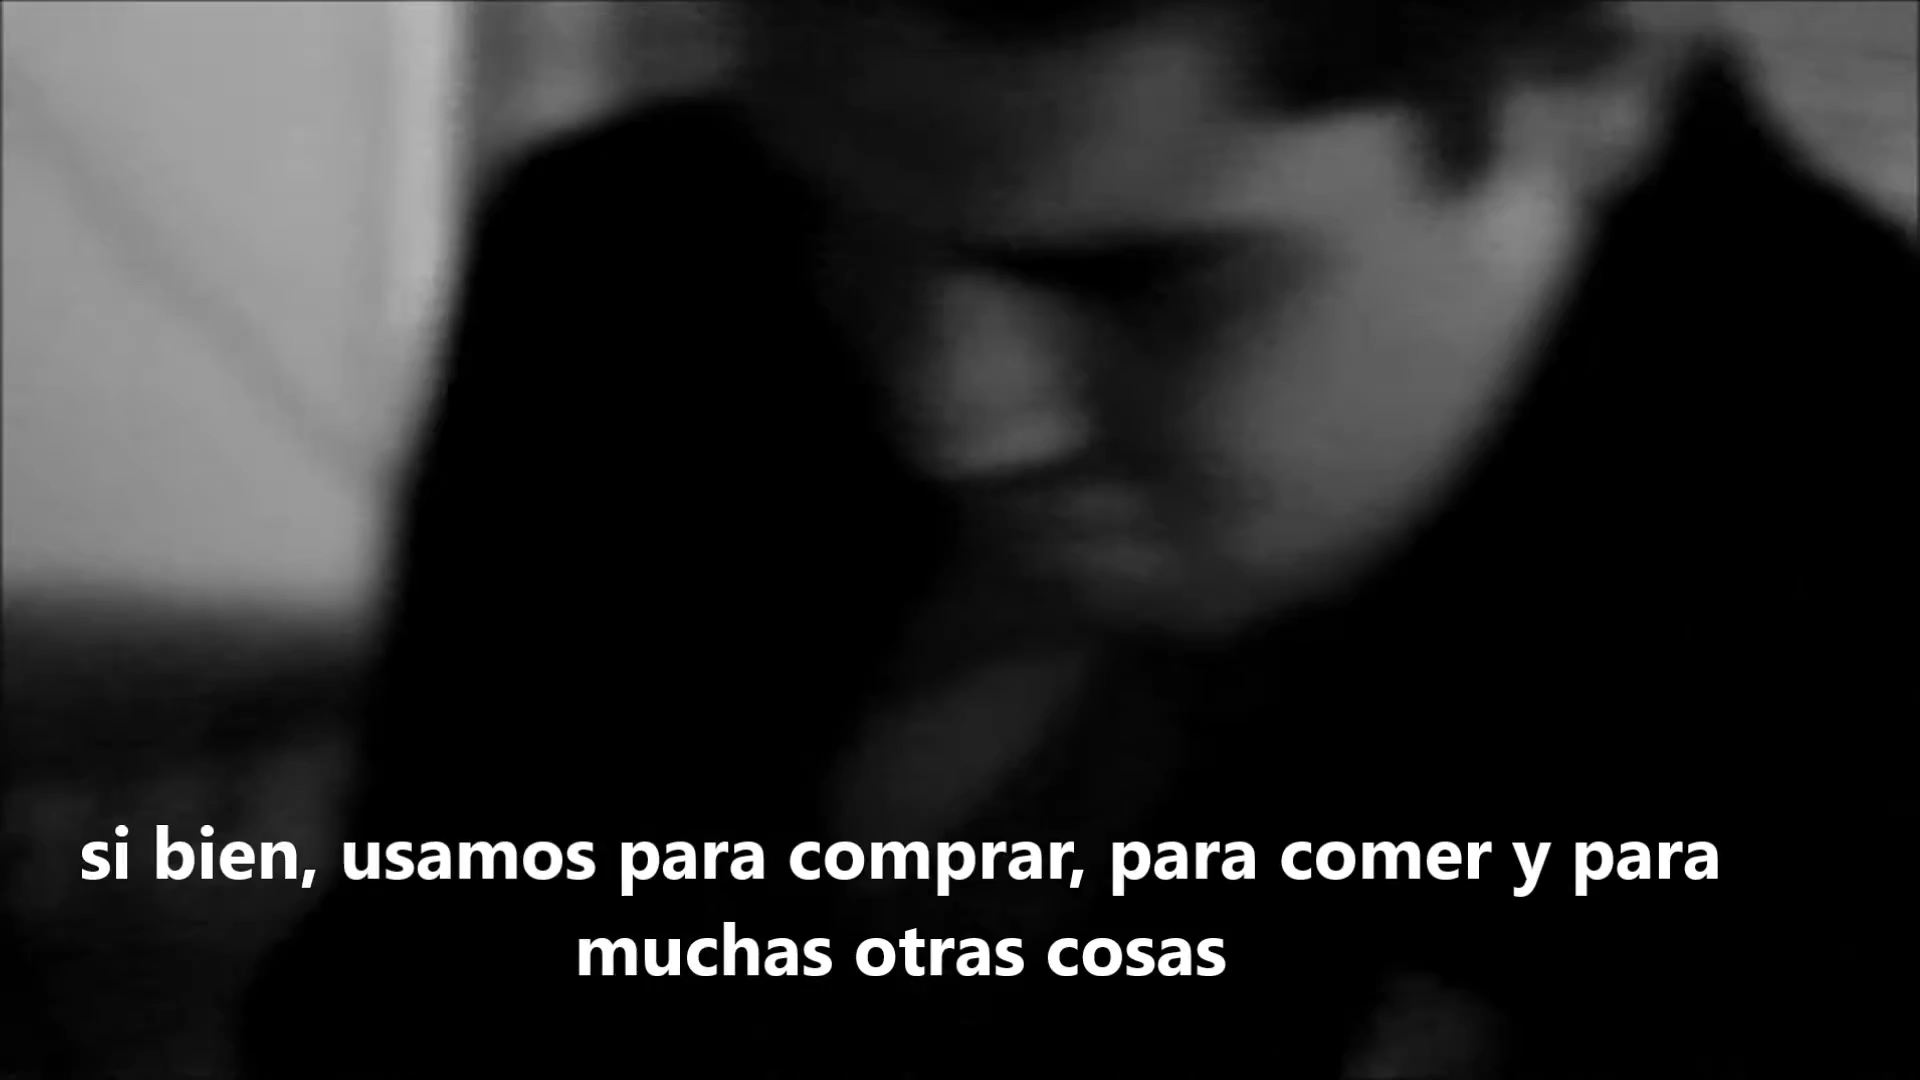 si bien, usamos para comprar, para comer y para
muchas otras cosas